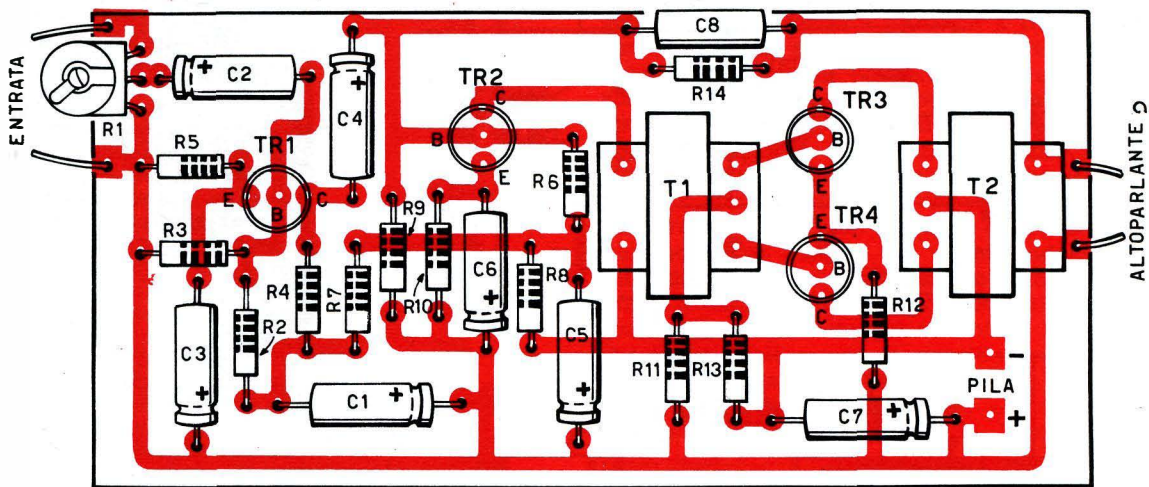 ENTRATA
R1
C2
R5
TR1
E
B
C
R3
C3
R2
R4
R7
C1
C4
TR2
C
B
E
R9
R10
C6
R6
R8
C5
C8
R14
T1
TR3
C
B
E
TR4
E
B
C
R12
R11
R13
C7
T2
ALTOPARLANTE
PILA
-
+
+
+
+
+
+
+